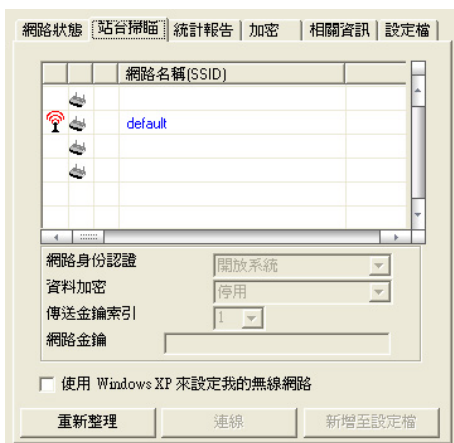 網路狀態 站台掃瞄 統計報告 加密 相關資訊 設定檔
網路名稱(SSID)
default
網路身份認證 開放系統
資料加密 停用
傳送金鑰索引 1
網路金鑰
使用 Windows XP 來設定我的無線網路
重新整理 連線 新增至設定檔